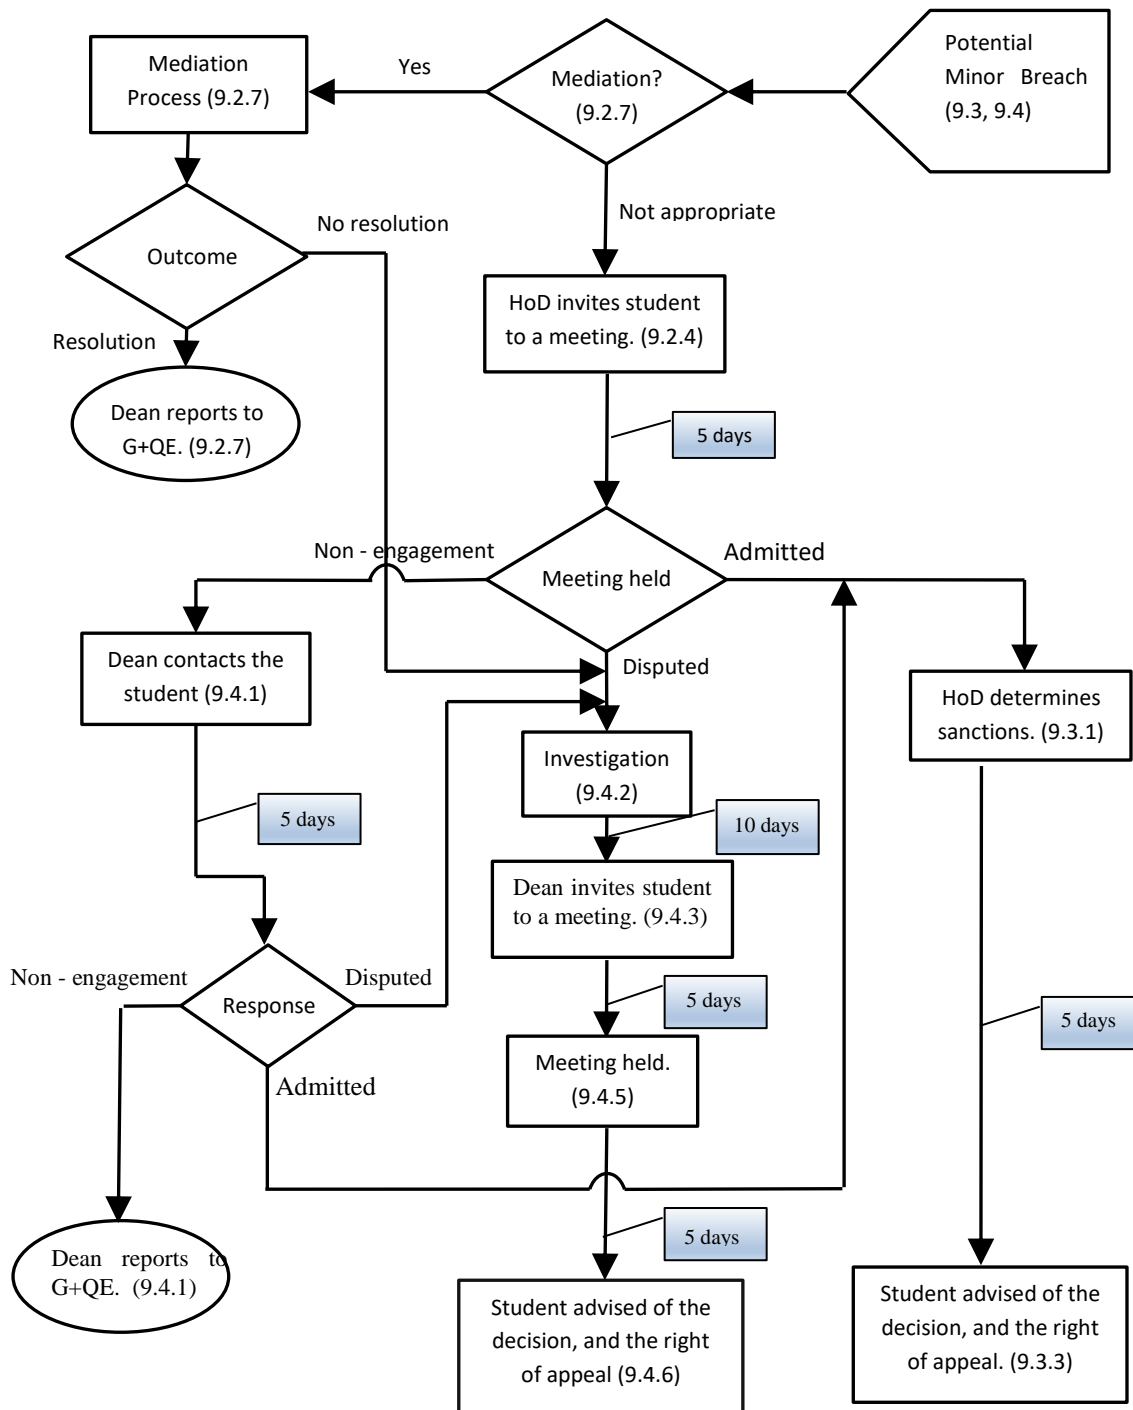 Potential
Minor Breach
(9.3, 9.4)
Mediation?
(9.2.7)
Yes
Mediation
Process (9.2.7)
Not appropriate
No resolution
Outcome
Resolution
Dean reports to
G+QE. (9.2.7)
HoD invites student
to a meeting. (9.2.4)
5 days
Non - engagement
Meeting held
Admitted
Disputed
Dean contacts the
student (9.4.1)
HoD determines
sanctions. (9.3.1)
Investigation
(9.4.2)
5 days
10 days
Dean invites student
to a meeting. (9.4.3)
Non - engagement
Response
Disputed
5 days
5 days
Admitted
Meeting held.
(9.4.5)
5 days
Dean reports to
G+QE. (9.4.1)
Student advised of the
decision, and the right
of appeal (9.4.6)
Student advised of the
decision, and the right
of appeal. (9.3.3)